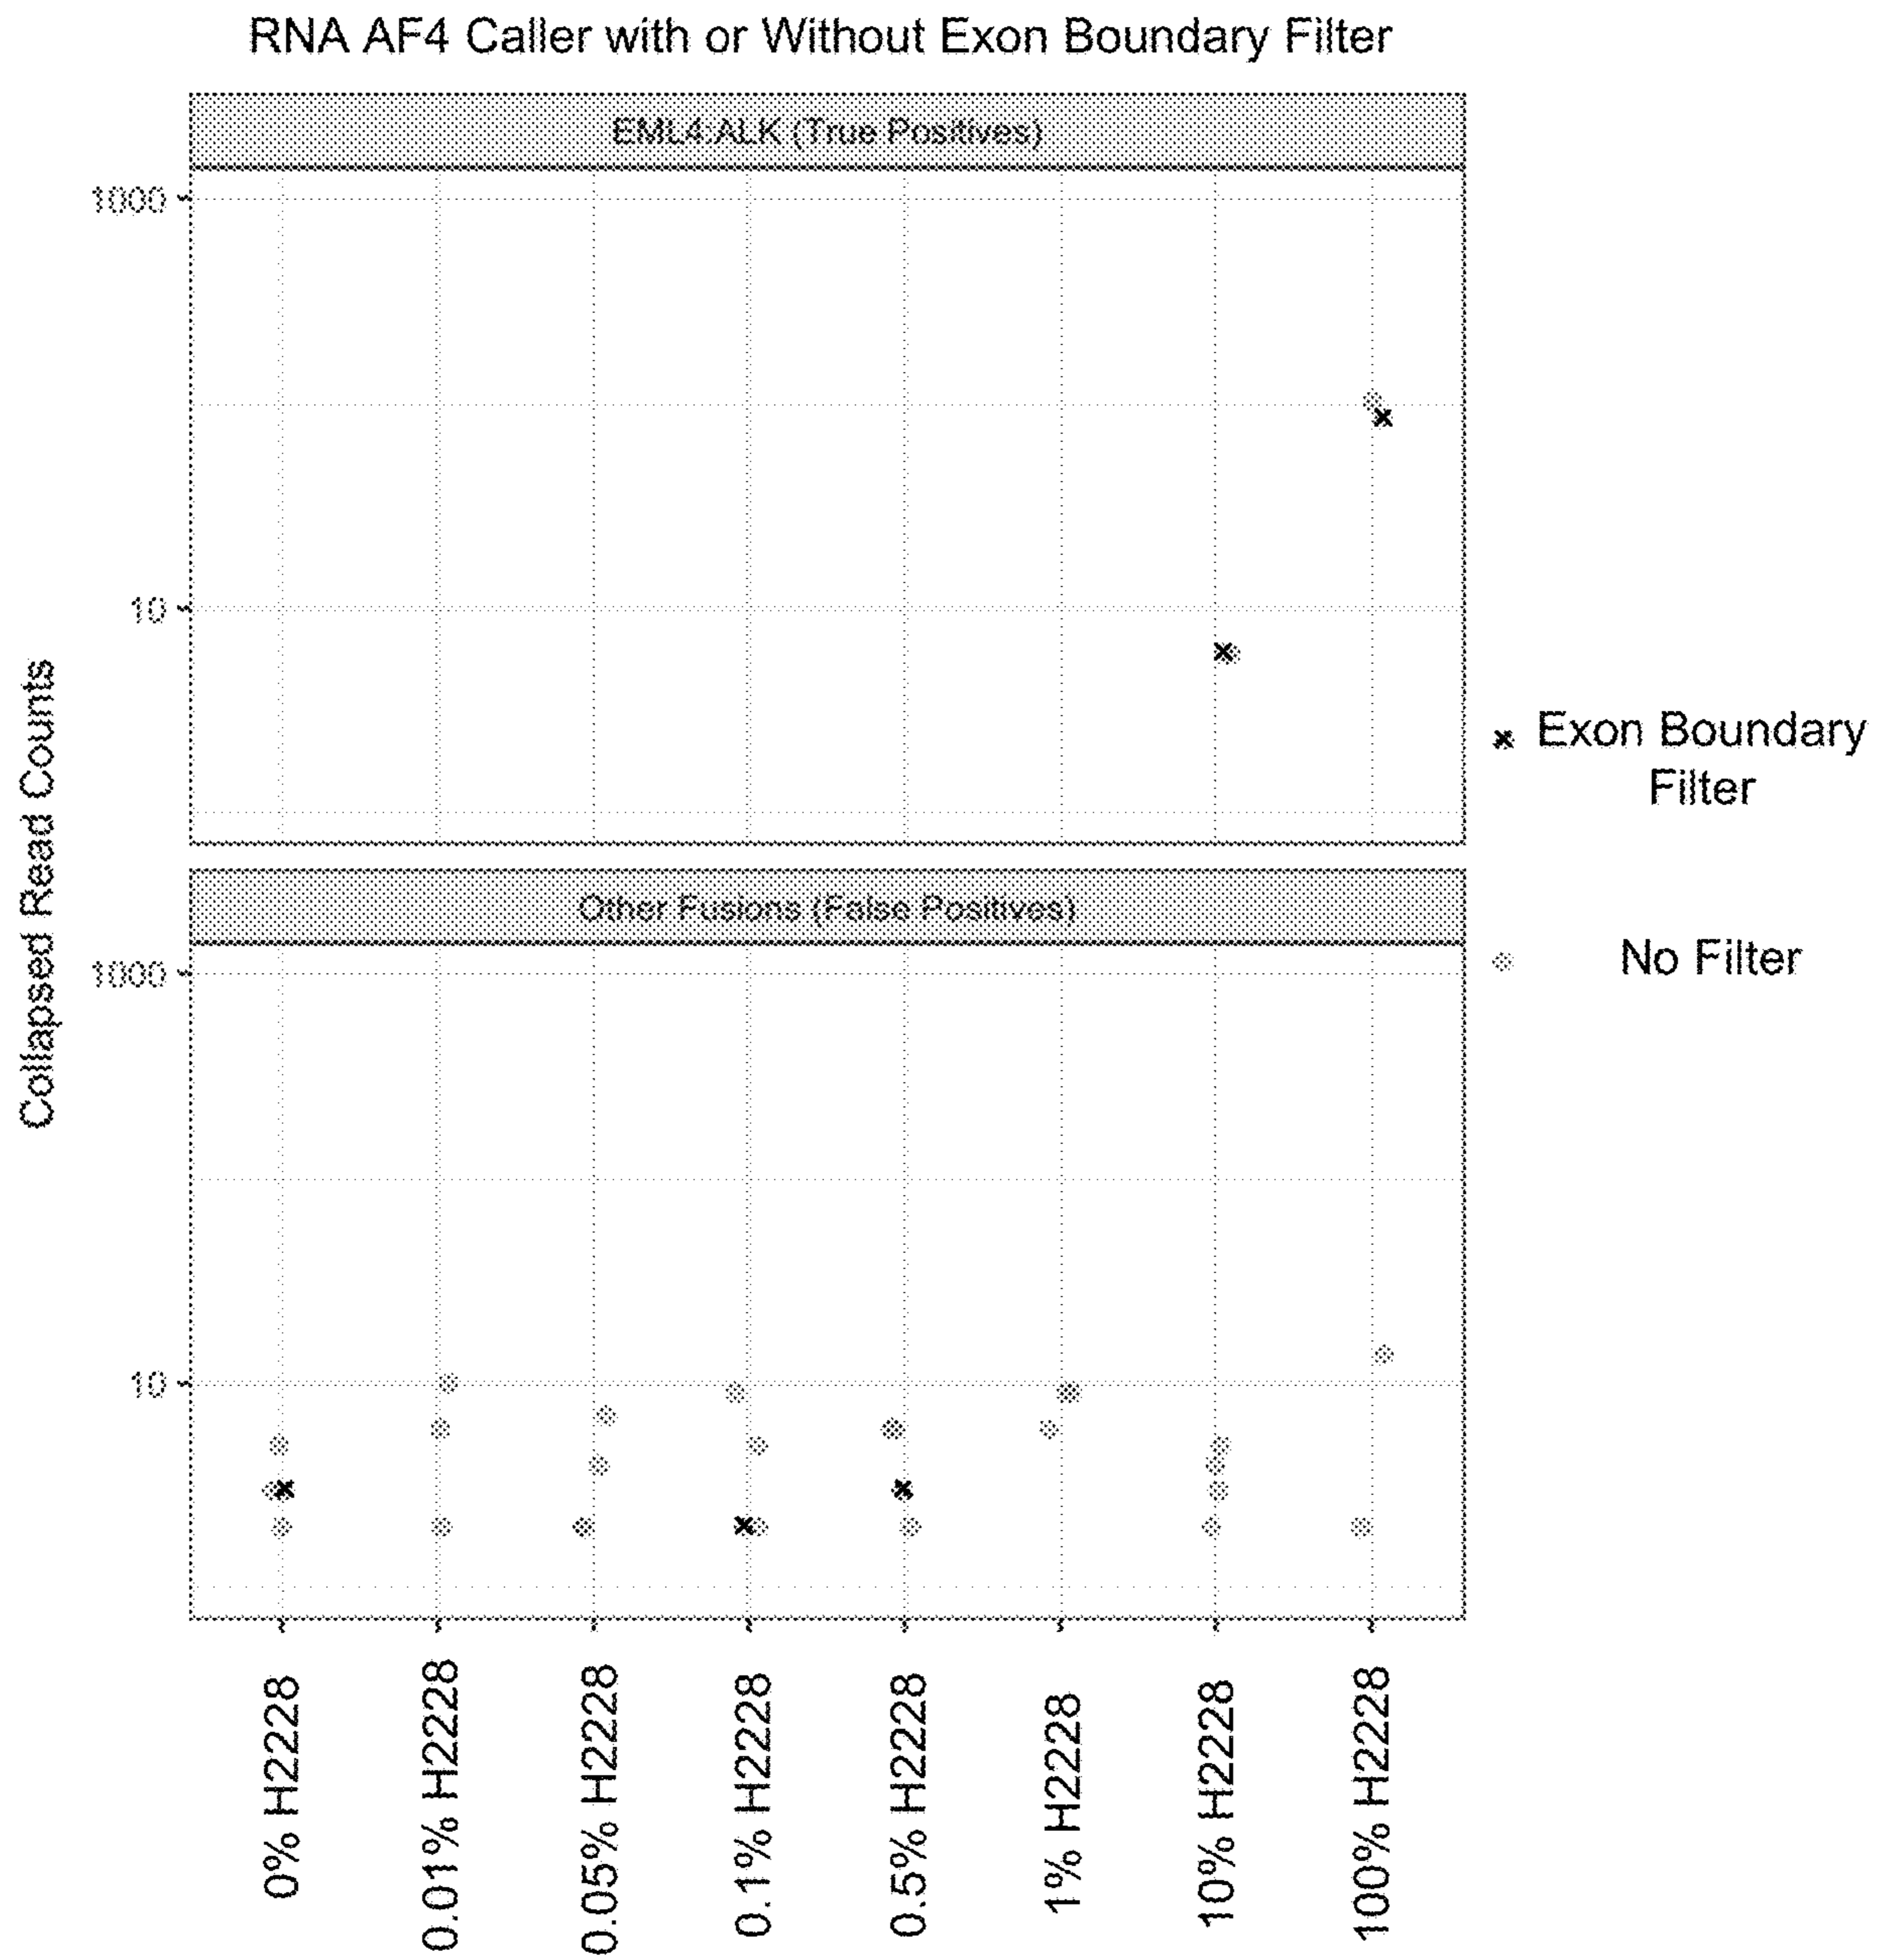 RNA AF4 Caller with or Without Exon Boundary Filter
EML4:ALK (True Positives)
1000
10
Collapsed Read Counts
Exon Boundary
Filter
Other Fusions (False Positives)
1000
No Filter
10
0% H2228
0.01% H2228
0.05% H2228
0.1% H2228
0.5% H2228
1% H2228
10% H2228
100% H2228